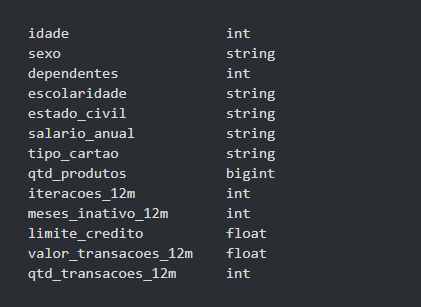 idade int
sexo string
dependentes int
escolaridade string
estado_civil string
salario_anual string
tipo_cartao string
qtd_produtos bigint
iteracoes_12m int
meses_inativo_12m int
limite_credito float
valor_transacoes_12m float
qtd_transacoes_12m int